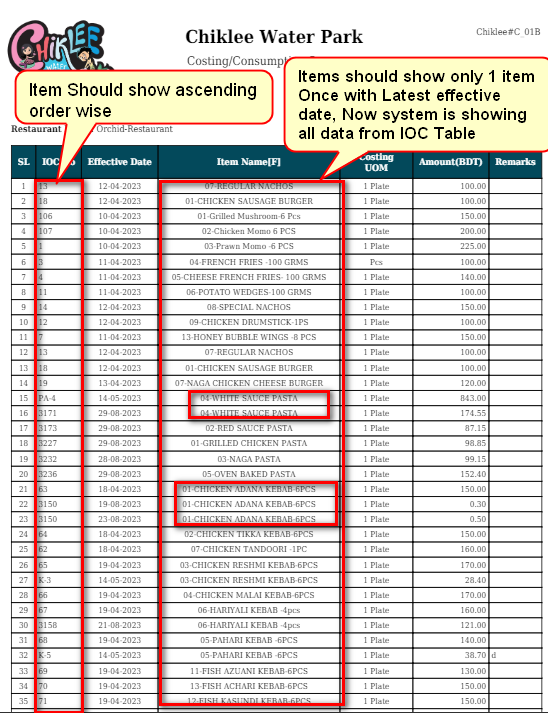 CHIKLEE
WATER
Chiklee Water Park
Chiklee#C 01B
Costing/Consumpti
Item Should show ascending
order wise
Items should show only 1 item
Once with Latest effective
date, Now system is showing
all data from IOC Table
Restaurant Orchid-Restaurant
SL IOC Effective Date Item Name[F] Costing UOM Amount(BDT) Remarks
1 13 12-04-2023 07-REGULAR NACHOS 1 Plate 100.00
2 18 12-04-2023 01-CHICKEN SAUSAGE BURGER 1 Plate 100.00
3 106 10-04-2023 01-Grilled Mushroom-6 Pcs 1 Plate 150.00
4 107 10-04-2023 02-Chicken Momo 6 PCS 1 Plate 200.00
5 1 10-04-2023 03-Prawn Momo -6 PCS 1 Plate 225.00
6 3 11-04-2023 04-FRENCH FRIES -100 GRMS Pcs 100.00
7 4 11-04-2023 05-CHEESE FRENCH FRIES- 100 GRMS 1 Plate 140.00
8 11 11-04-2023 06-POTATO WEDGES-100 GRMS 1 Plate 100.00
9 14 12-04-2023 08-SPECIAL NACHOS 1 Plate 150.00
10 12 12-04-2023 09-CHICKEN DRUMSTICK-1PS 1 Plate 100.00
11 7 11-04-2023 13-HONEY BUBBLE WINGS -8 PCS 1 Plate 150.00
12 13 12-04-2023 07-REGULAR NACHOS 1 Plate 100.00
13 18 12-04-2023 01-CHICKEN SAUSAGE BURGER 1 Plate 100.00
14 19 13-04-2023 07-NAGA CHICKEN CHEESE BURGER 1 Plate 120.00
15 PA-4 14-05-2023 04-WHITE SAUCE PASTA 1 Plate 843.00
16 3171 29-08-2023 04-WHITE SAUCE PASTA 1 Plate 174.55
17 3173 29-08-2023 02-RED SAUCE PASTA 1 Plate 87.15
18 3227 29-08-2023 01-GRILLED CHICKEN PASTA 1 Plate 98.85
19 3232 28-08-2023 03-NAGA PASTA 1 Plate 99.15
20 3236 29-08-2023 05-OVEN BAKED PASTA 1 Plate 152.40
21 63 18-04-2023 01-CHICKEN ADANA KEBAB-6PCS 1 Plate 150.00
22 3150 19-08-2023 01-CHICKEN ADANA KEBAB-6PCS 1 Plate 0.30
23 3150 23-08-2023 01-CHICKEN ADANA KEBAB-6PCS 1 Plate 0.50
24 64 18-04-2023 02-CHICKEN TIKKA KEBAB-6PCS 1 Plate 150.00
25 62 18-04-2023 07-CHICKEN TANDOORI -1PC 1 Plate 160.00
26 65 19-04-2023 03-CHICKEN RESHMI KEBAB-6PCS 1 Plate 170.00
27 K-3 14-05-2023 03-CHICKEN RESHMI KEBAB-6PCS 1 Plate 28.40
28 66 19-04-2023 04-CHICKEN MALAI KEBAB-6PCS 1 Plate 170.00
29 67 19-04-2023 06-HARIYALI KEBAB -4pcs 1 Plate 160.00
30 3158 21-08-2023 06-HARIYALI KEBAB -4pcs 1 Plate 121.00
31 68 19-04-2023 05-PAHARI KEBAB -6PCS 1 Plate 140.00
32 K-5 14-05-2023 05-PAHARI KEBAB -6PCS 1 Plate 38.70 d
33 69 19-04-2023 11-FISH AZUANI KEBAB-6PCS 1 Plate 130.00
34 70 19-04-2023 13-FISH ACHARI KEBAB-6PCS 1 Plate 150.00
35 71 19-04-2023 12-FISH KASUNDI KEBAB-6PCS 1 Plate 150.00